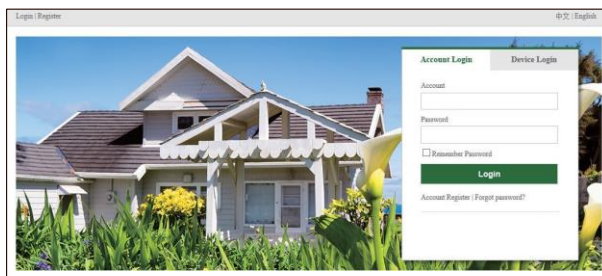 Login | Register
中文 | English
Account Login
Device Login
Account
Password
Remember Password
Login
Account Register | Forgot password?